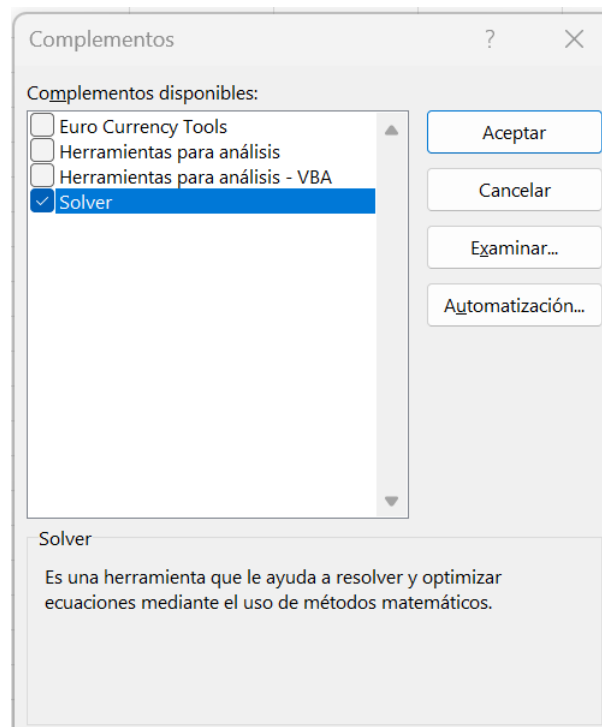 Complementos
?
Complementos disponibles:
Euro Currency Tools
Herramientas para análisis
Herramientas para análisis - VBA
Solver
Aceptar
Cancelar
Examinar...
Automatización...
Solver
Es una herramienta que le ayuda a resolver y optimizar
ecuaciones mediante el uso de métodos matemáticos.